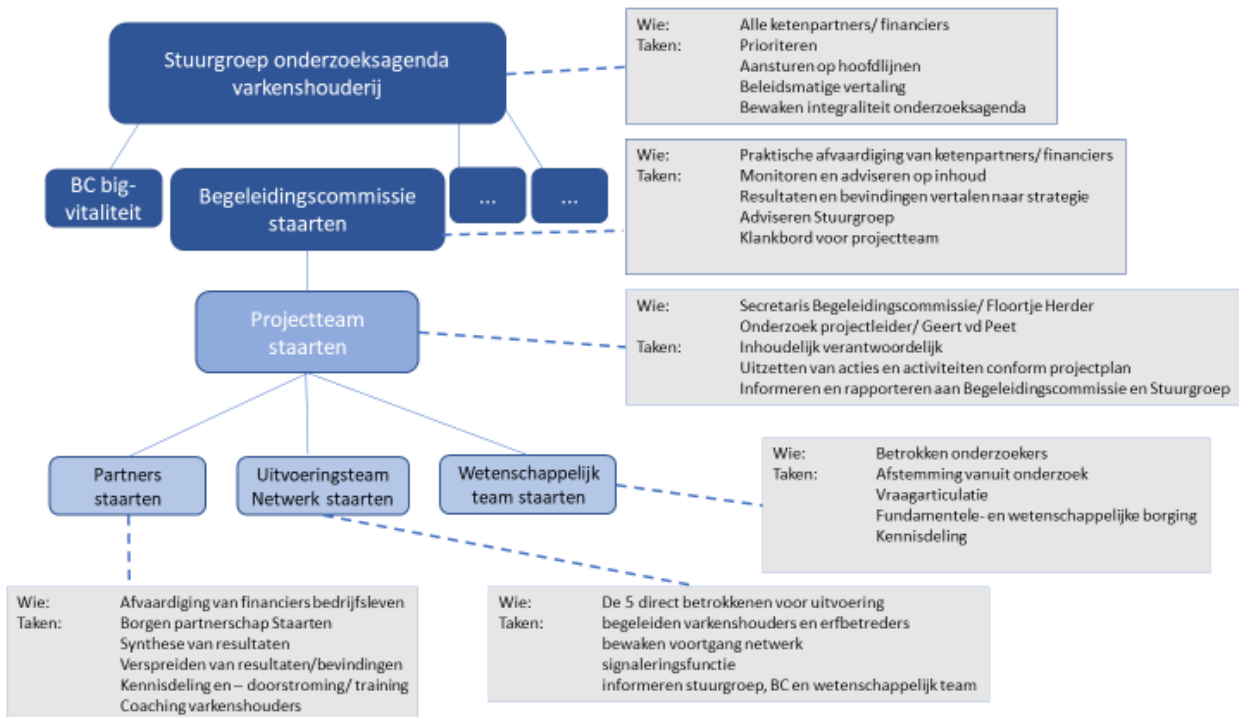 Stuurgroep onderzoeksagenda
varkenshouderij
Wie: Alle ketenpartners/ financiers
Taken: Prioriteren
Aansturen op hoofdlijnen
Beleidsmatige vertaling
Bewaken integraliteit onderzoeksagenda
BC big-
vitaliteit
Begeleidingscommissie
staarten
...
...
Wie: Praktische afvaardiging van ketenpartners/ financiers
Taken: Monitoren en adviseren op inhoud
Resultaten en bevindingen vertalen naar strategie
Adviseren Stuurgroep
Klankbord voor projectteam
Projectteam
staarten
Wie: Secretaris Begeleidingscommissie/ Floortje Herder
Onderzoek projectleider/ Geert vd Peet
Taken: Inhoudelijk verantwoordelijk
Uitzetten van acties en activiteiten conform projectplan
Informeren en rapporteren aan Begeleidingscommissie en Stuurgroep
Partners
staarten
Uitvoeringsteam
Netwerk staarten
Wetenschappelijk
team staarten
Wie: Betrokken onderzoekers
Taken: Afstemming vanuit onderzoek
Vraagarticulatie
Fundamentele- en wetenschappelijke borging
Kennisdeling
Wie: Afvaardiging van financiers bedrijfsleven
Taken: Borgen partnerschap Staarten
Synthese van resultaten
Verspreiden van resultaten/bevindingen
Kennisdeling en – doorstroming/ training
Coaching varkenshouders
Wie: De 5 direct betrokkenen voor uitvoering
Taken: begeleiden varkenshouders en erfbetreders
bewaken voortgang netwerk
signaleringsfunctie
informeren stuurgroep, BC en wetenschappelijk team